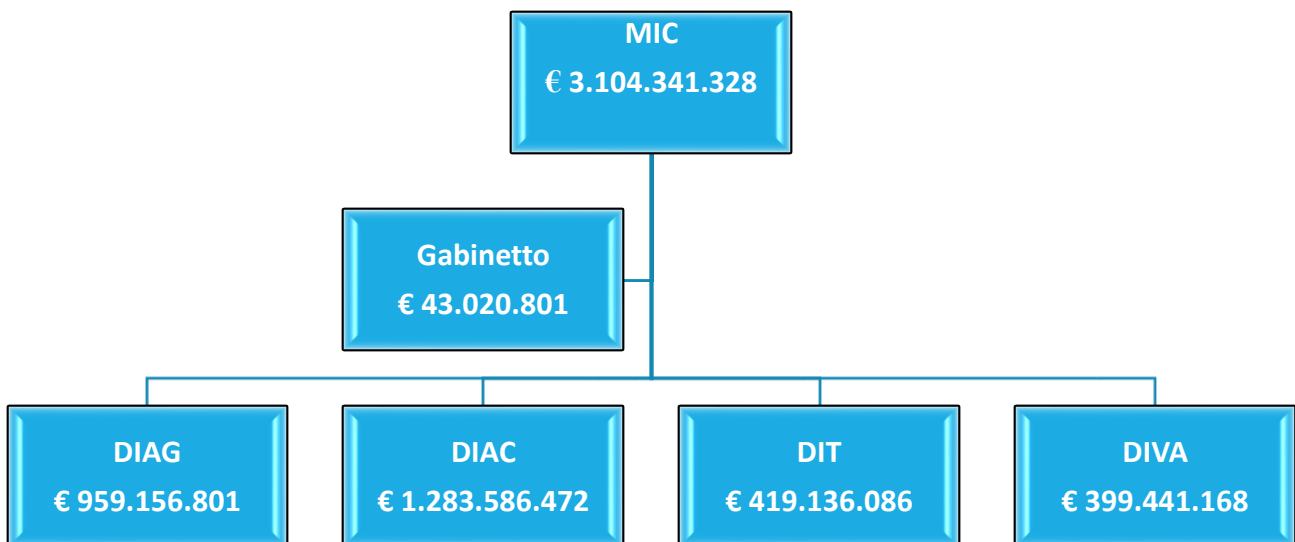 MIC
€ 3.104.341.328
Gabinetto
€ 43.020.801
DIAG
€ 959.156.801
DIAC
€ 1.283.586.472
DIT
€ 419.136.086
DIVA
€ 399.441.168